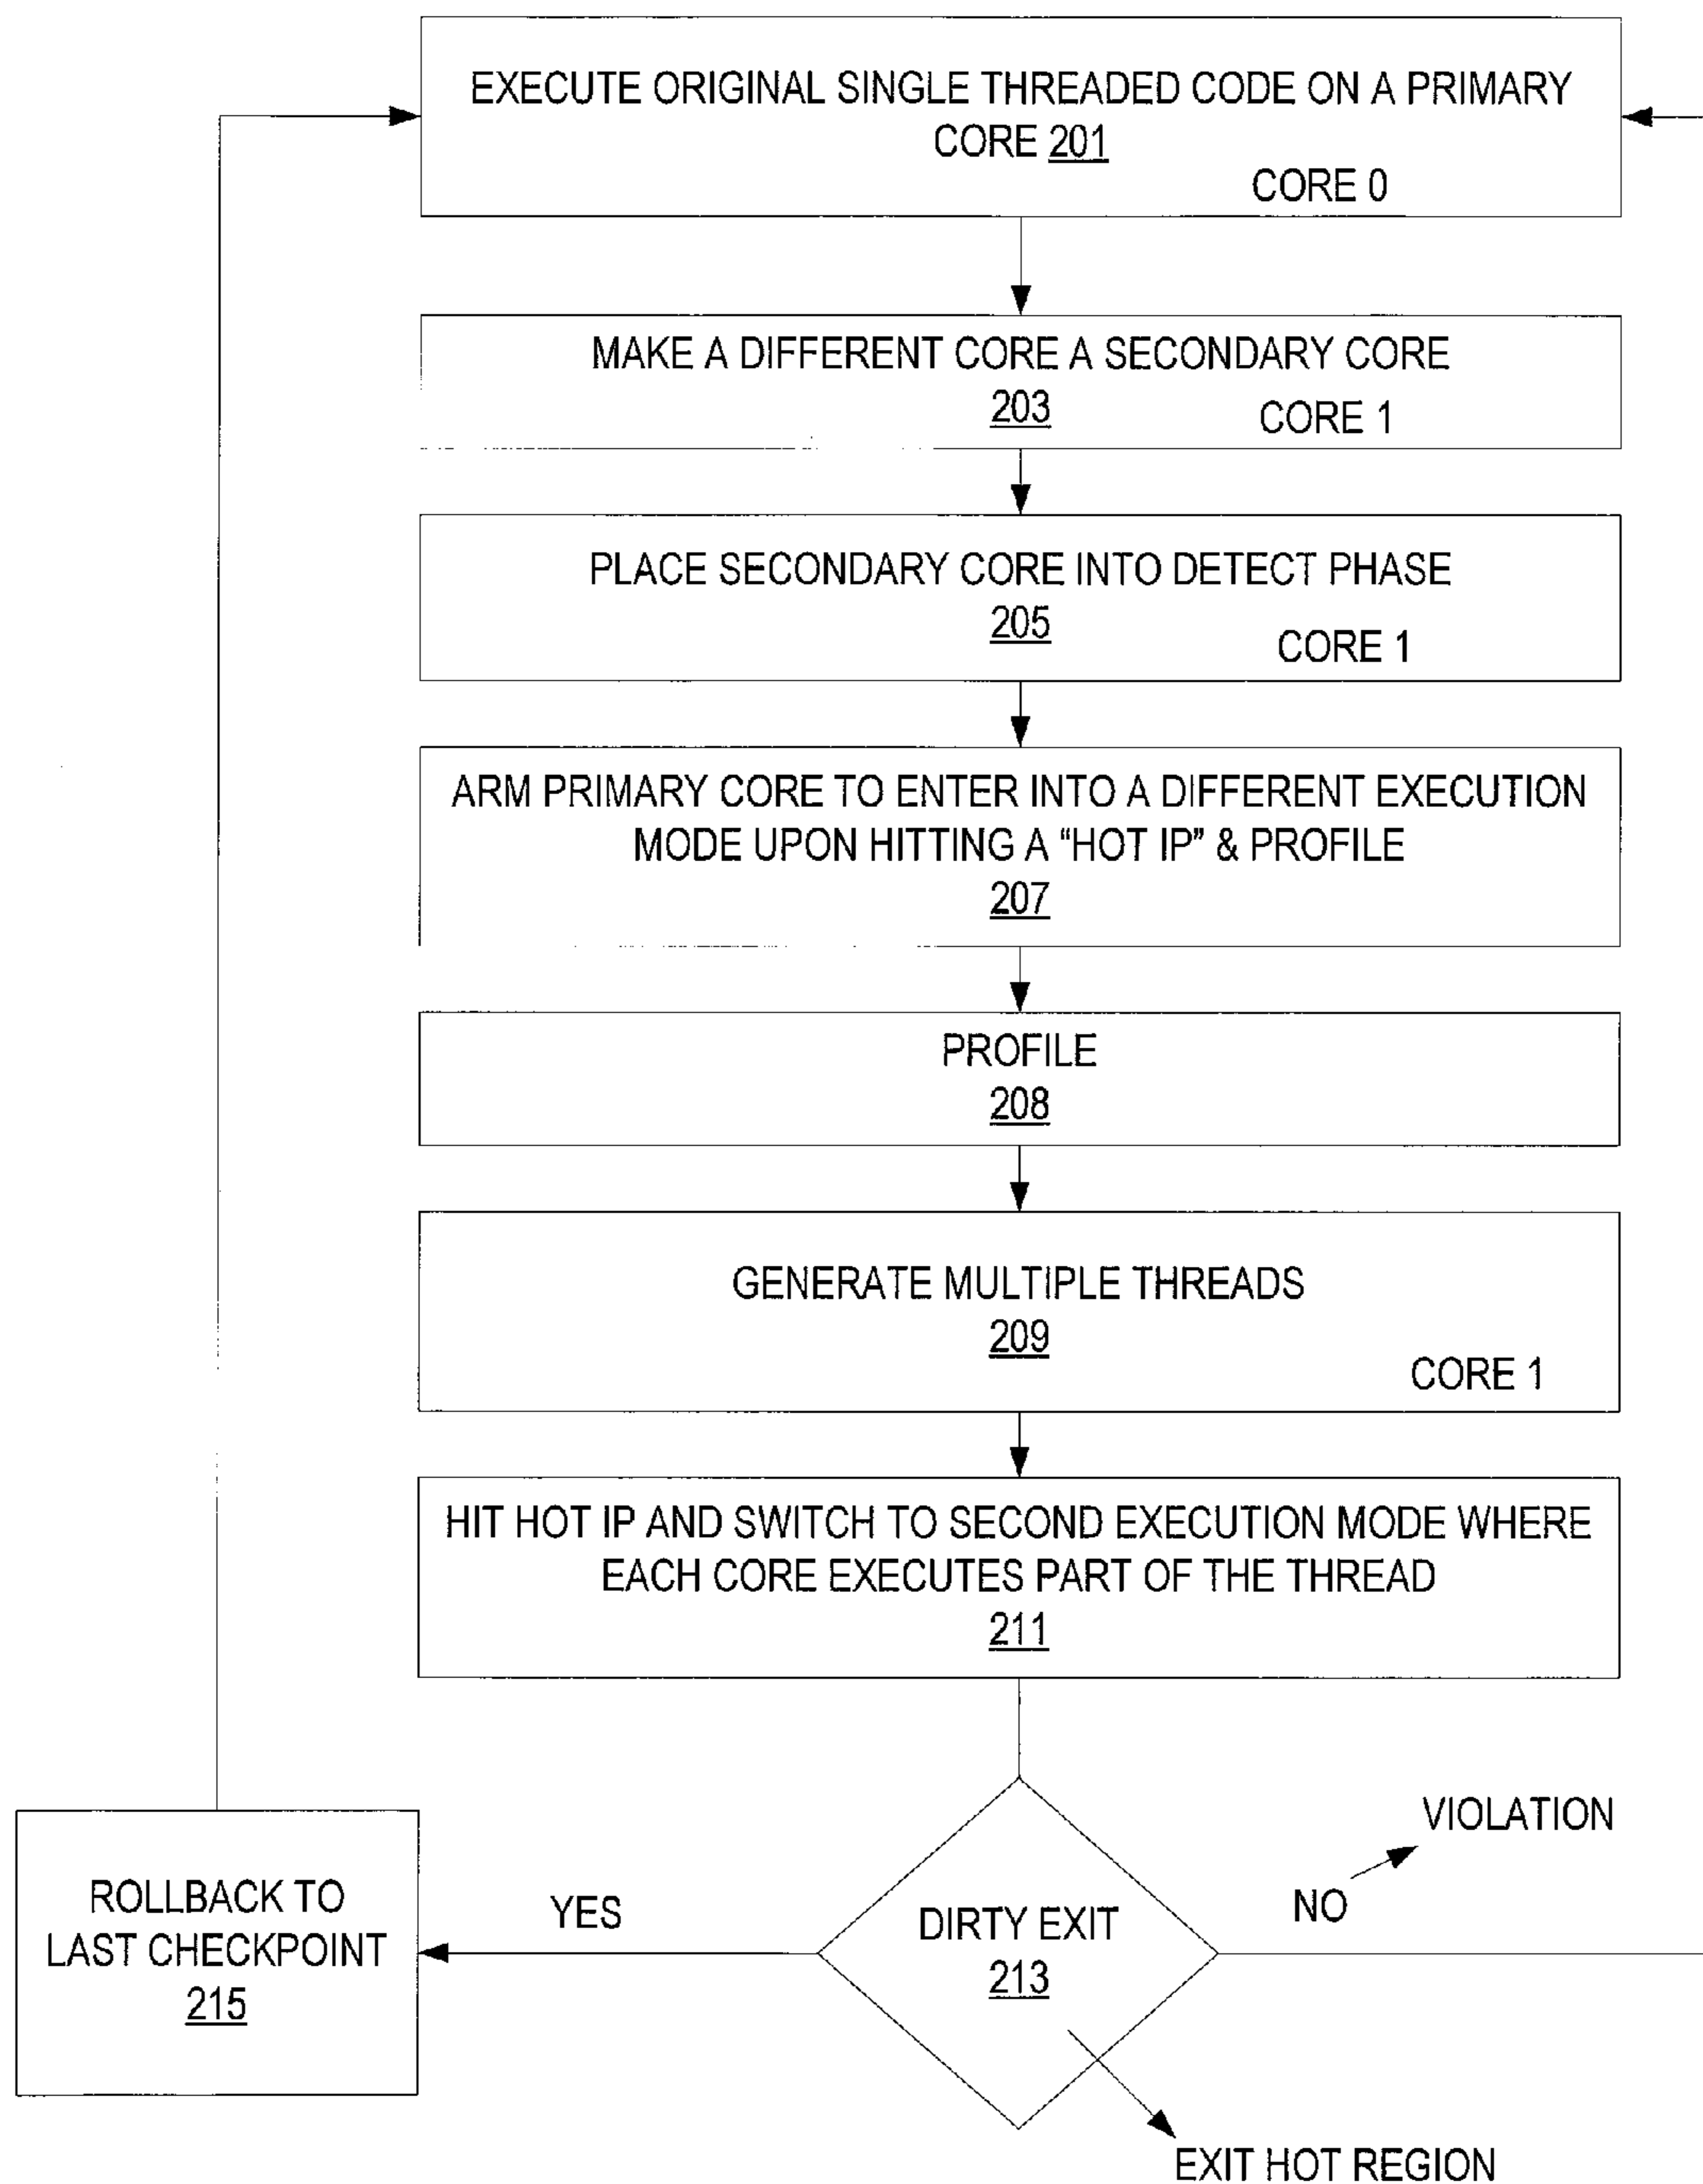 EXECUTE ORIGINAL SINGLE THREADED CODE ON A PRIMARY
CORE 201
CORE 0
MAKE A DIFFERENT CORE A SECONDARY CORE
203
CORE 1
PLACE SECONDARY CORE INTO DETECT PHASE
205
CORE 1
ARM PRIMARY CORE TO ENTER INTO A DIFFERENT EXECUTION
MODE UPON HITTING A “HOT IP” & PROFILE
207
PROFILE
208
GENERATE MULTIPLE THREADS
209
CORE 1
HIT HOT IP AND SWITCH TO SECOND EXECUTION MODE WHERE
EACH CORE EXECUTES PART OF THE THREAD
211
ROLLBACK TO
LAST CHECKPOINT
215
YES
DIRTY EXIT
213
NO
VIOLATION
EXIT HOT REGION